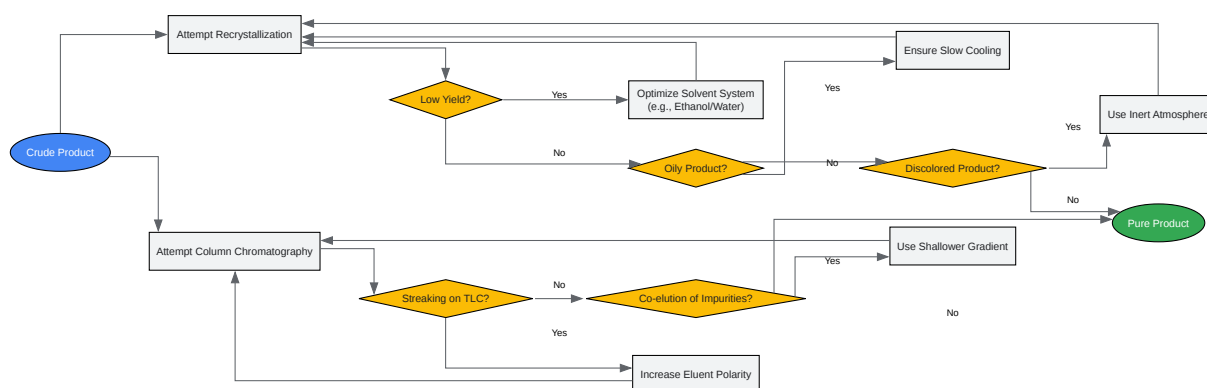 Attempt Recrystallization
Ensure Slow Cooling
Low Yield?
Yes
Optimize Solvent System
(e.g., Ethanol/Water)
Yes
Use Inert Atmosphere
Yes
Crude Product
No
Oily Product?
No
Discolored Product?
No
Pure Product
Attempt Column Chromatography
Use Shallower Gradient
Yes
Streaking on TLC?
No
Co-elution of Impurities?
No
Yes
Increase Eluent Polarity